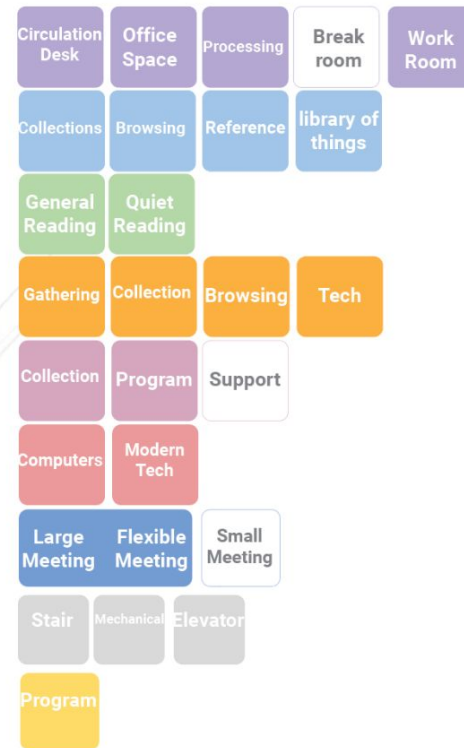 Circulation Desk
Office Space
Processing
Break room
Work Room
Collections
Browsing
Reference
library of things
General Reading
Quiet Reading
Gathering
Collection
Browsing
Tech
Collection
Program
Support
Computers
Modern Tech
Large Meeting
Flexible Meeting
Small Meeting
Stair
Mechanical
Elevator
Program